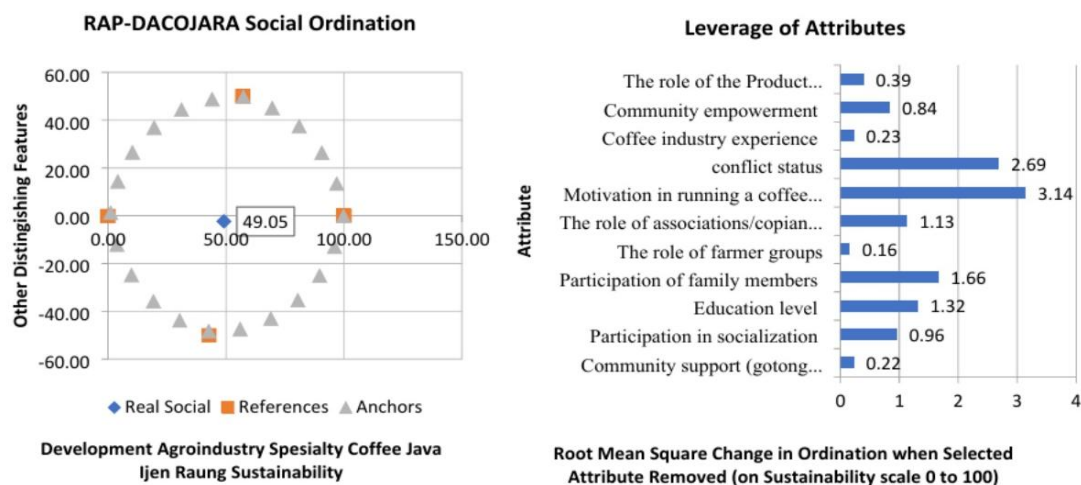 RAP-DACOJARA Social Ordination
Other Distingishing Features
60.00
40.00
20.00
0.00
-20.00
-40.00
-60.00
0.00
50.00
100.00
150.00
49.05
Real Social
References
Anchors
Development Agroindustry Spesialty Coffee Java
Ijen Raung Sustainability
Leverage of Attributes
Attribute
The role of the Product... 0.39
Community empowerment 0.84
Coffee industry experience 0.23
conflict status 2.69
Motivation in running a coffee... 3.14
The role of associations/copian... 1.13
The role of farmer groups 0.16
Participation of family members 1.66
Education level 1.32
Participation in socialization 0.96
Community support (gotong... 0.22
0 1 2 3 4
Root Mean Square Change in Ordination when Selected
Attribute Removed (on Sustainability scale 0 to 100)